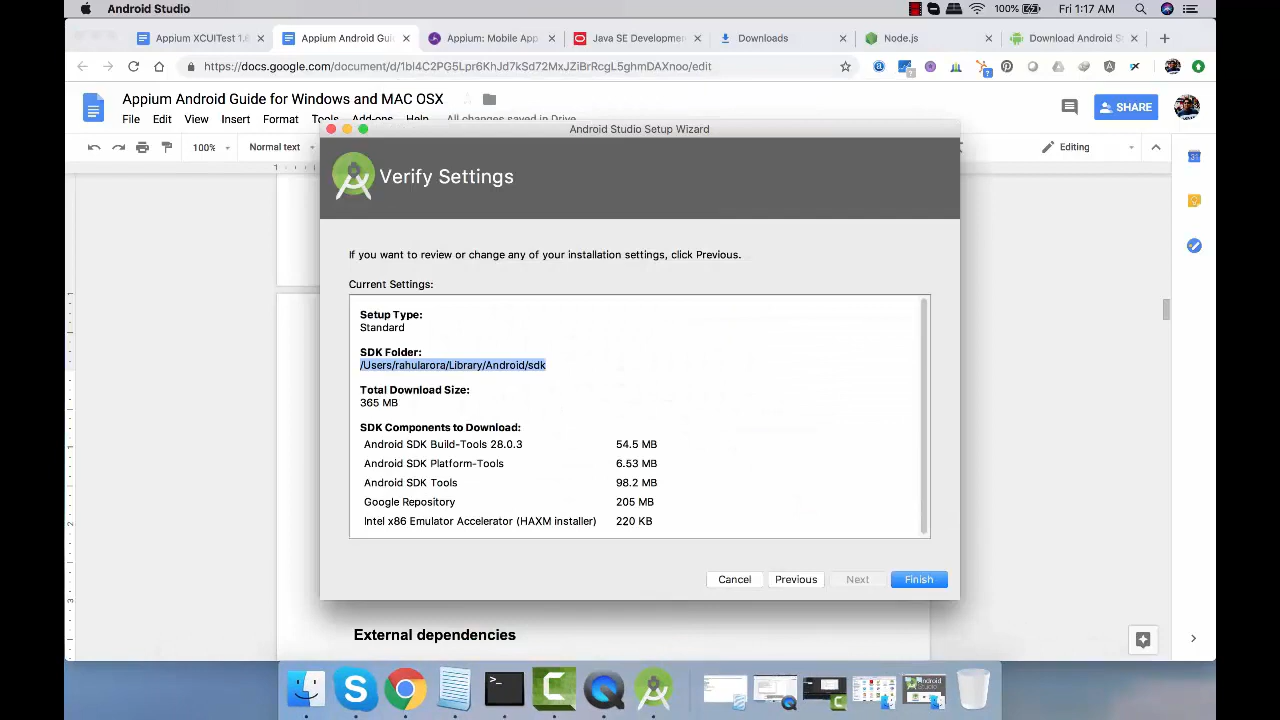 Android Studio
100%
Fri 1:17 AM
Appium XCUITest 1.6
Appium Android Gui
Appium: Mobile App
Java SE Developmen
Downloads
Node.js
Download Android S
https://docs.google.com/document/d/1bl4C2PG5Lpr6KhJd7kSd72MxJZiBrRcgL5ghmDAXnoo/edit
Appium Android Guide for Windows and MAC OSX
SHARE
File Edit View Insert Format Tools Add-ons Help All changes saved in Drive
100%
Normal text
Editing
Android Studio Setup Wizard
Verify Settings
If you want to review or change any of your installation settings, click Previous.
Current Settings:
Setup Type:
Standard
SDK Folder:
/Users/rahularora/Library/Android/sdk
Total Download Size:
365 MB
SDK Components to Download:
Android SDK Build-Tools 28.0.3 54.5 MB
Android SDK Platform-Tools 6.53 MB
Android SDK Tools 98.2 MB
Google Repository 205 MB
Intel x86 Emulator Accelerator (HAXM installer) 220 KB
Cancel Previous Next Finish
External dependencies